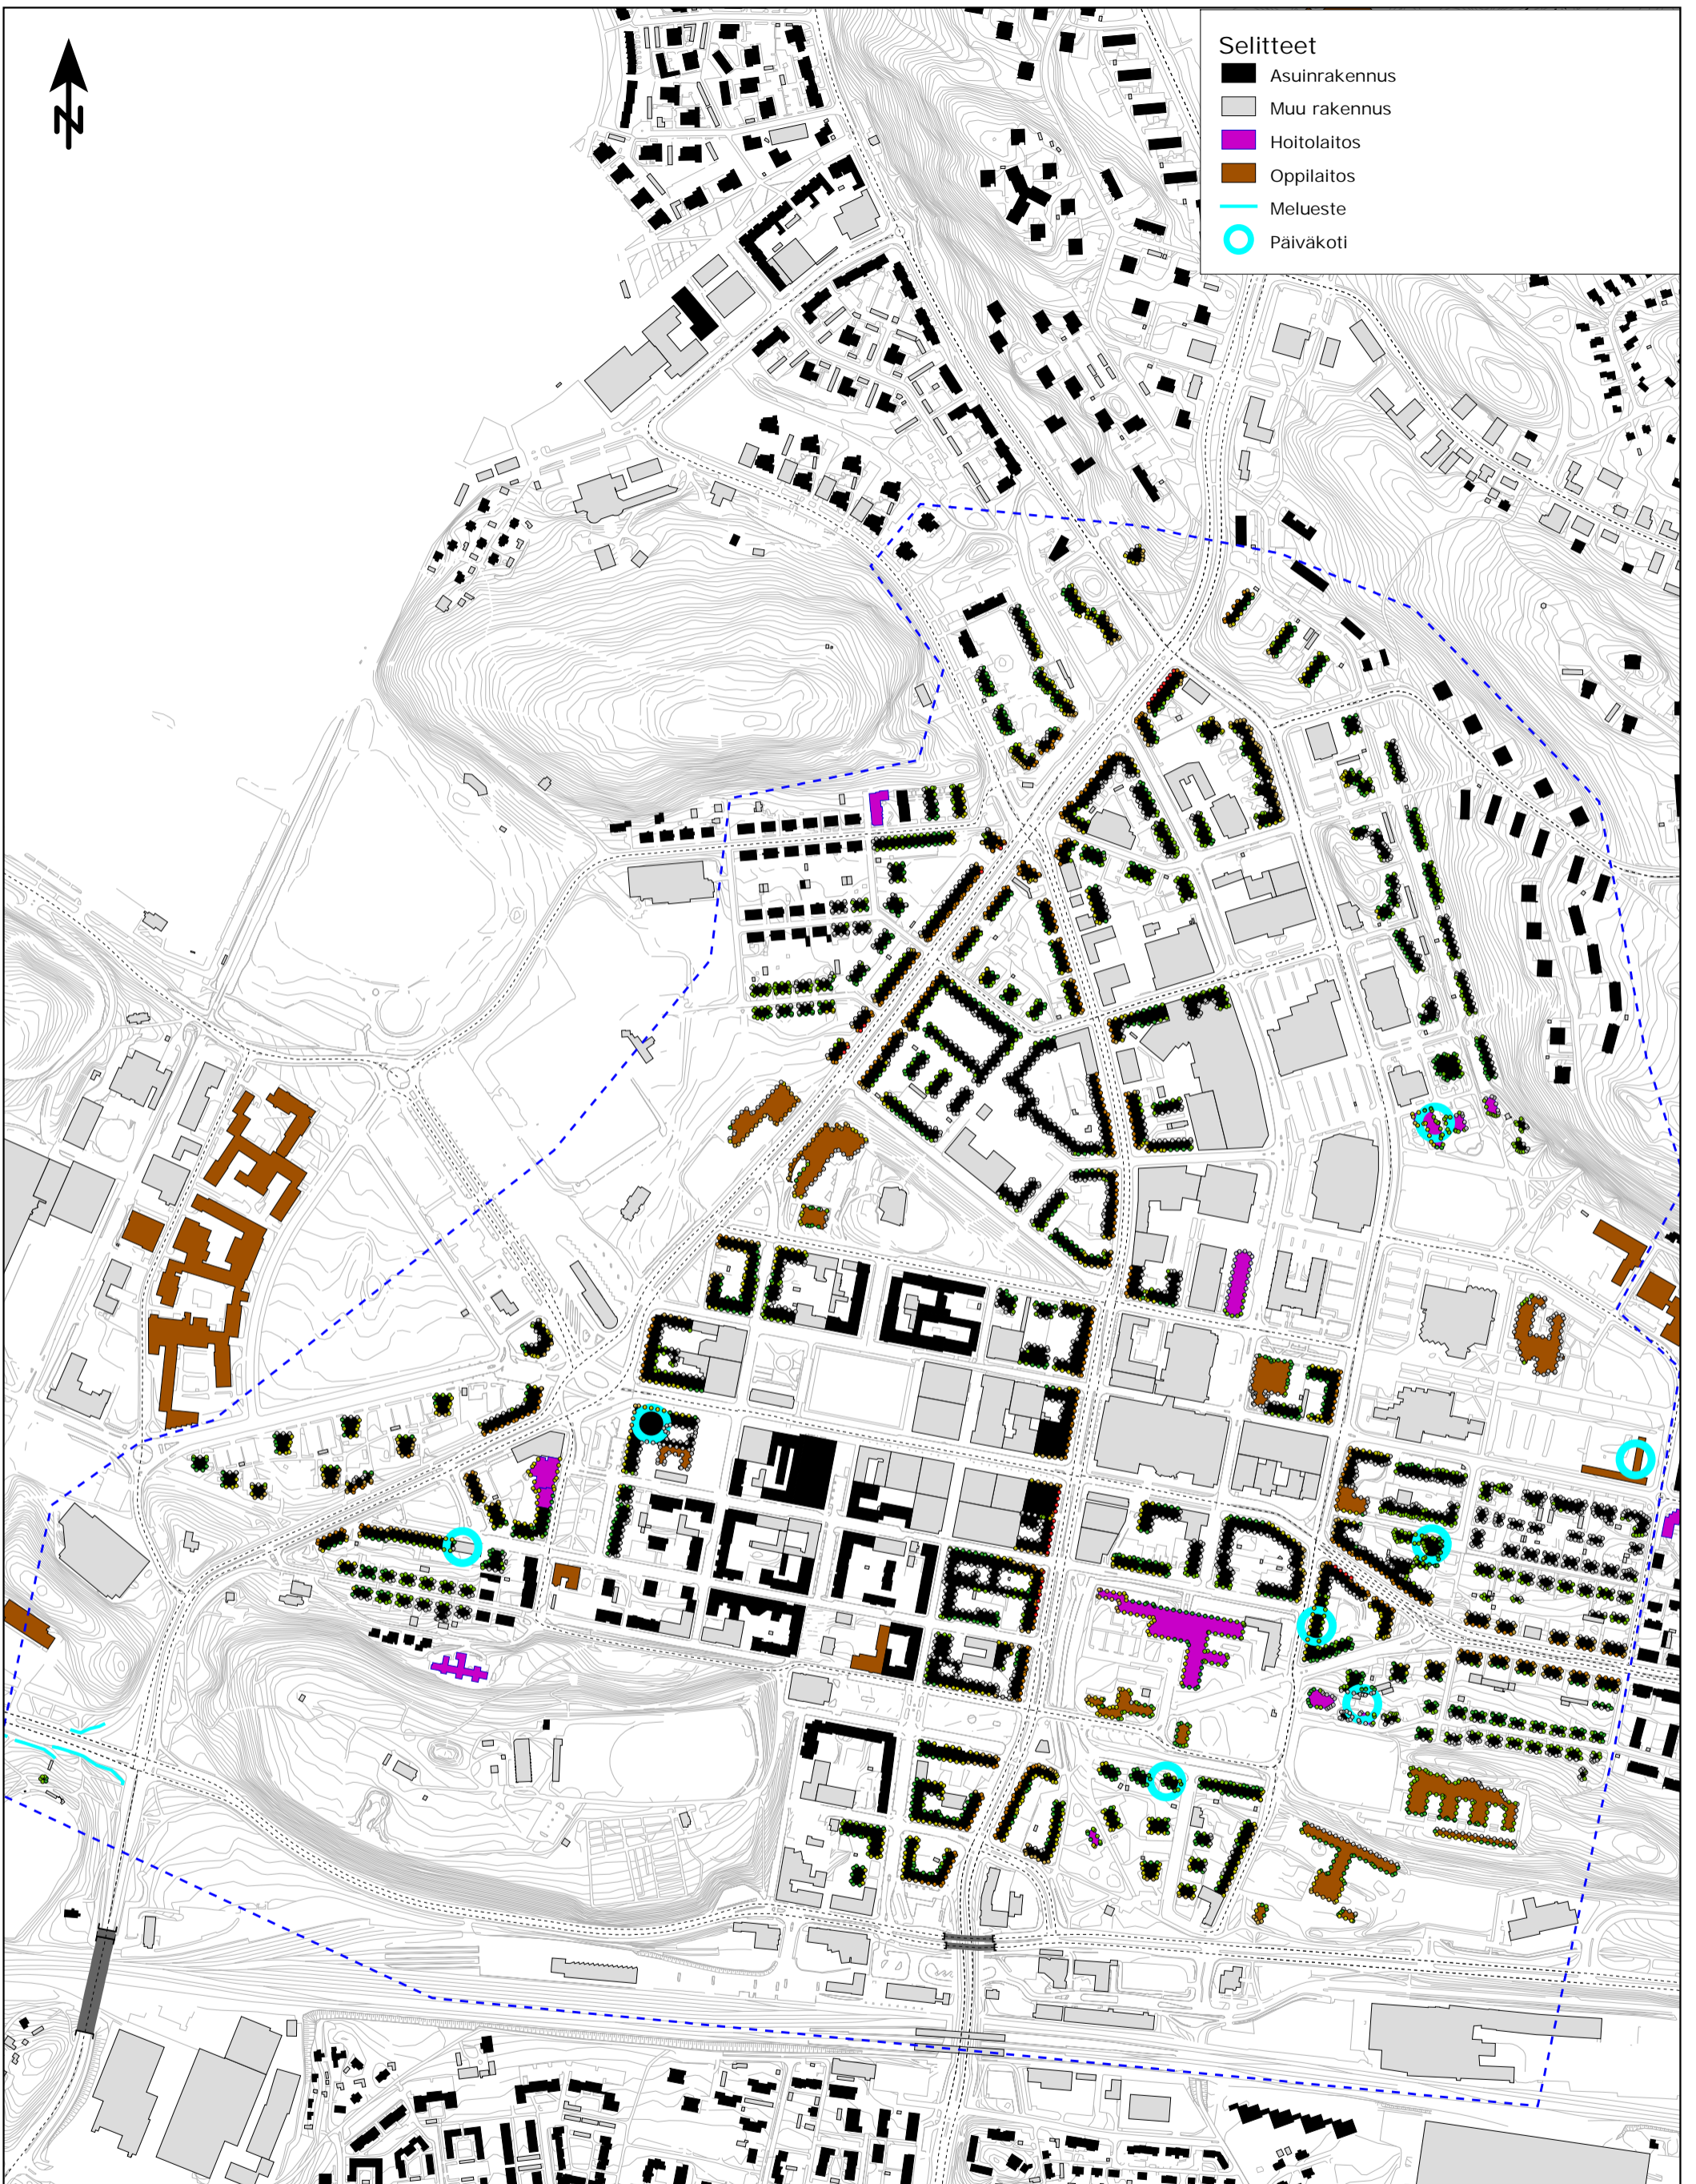 N
Selitteet
Asuinrakennus
Muu rakennus
Hoitolaitos
Oppilaitos
Melueste
Päiväkoti